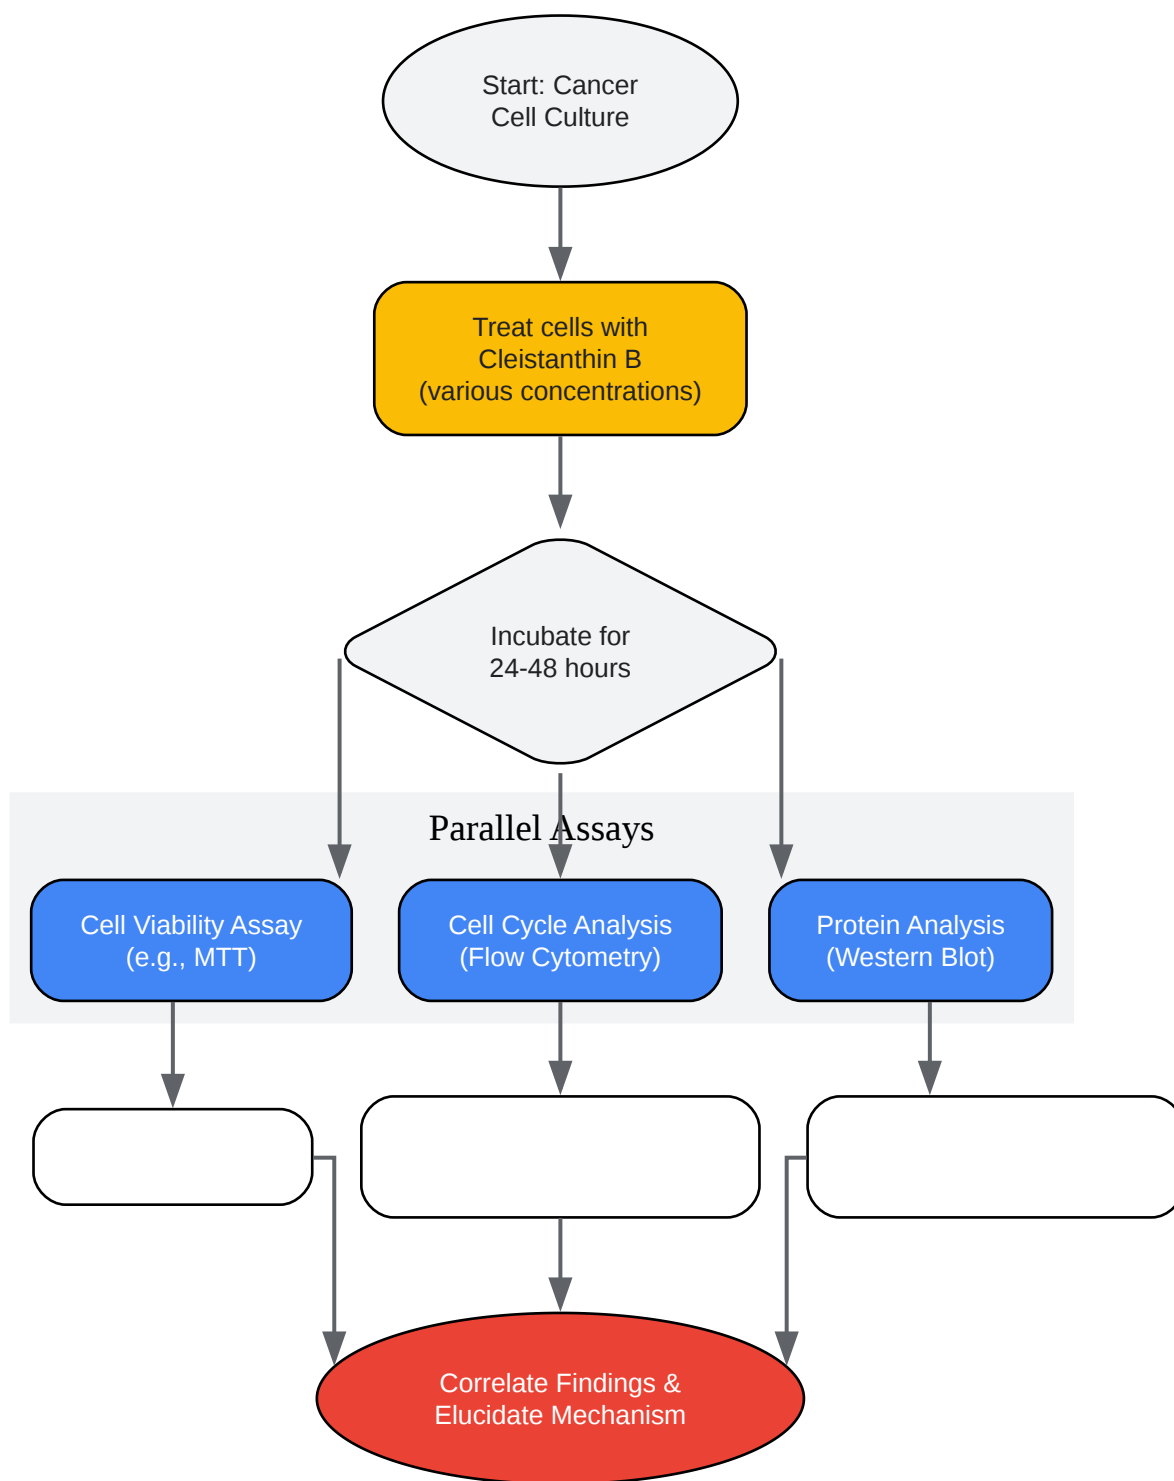 Start: Cancer
Cell Culture
Treat cells with
Cleistanthin B
(various concentrations)
Incubate for
24-48 hours
Parallel Assays
Cell Viability Assay
(e.g., MTT)
Cell Cycle Analysis
(Flow Cytometry)
Protein Analysis
(Western Blot)
Correlate Findings &
Elucidate Mechanism